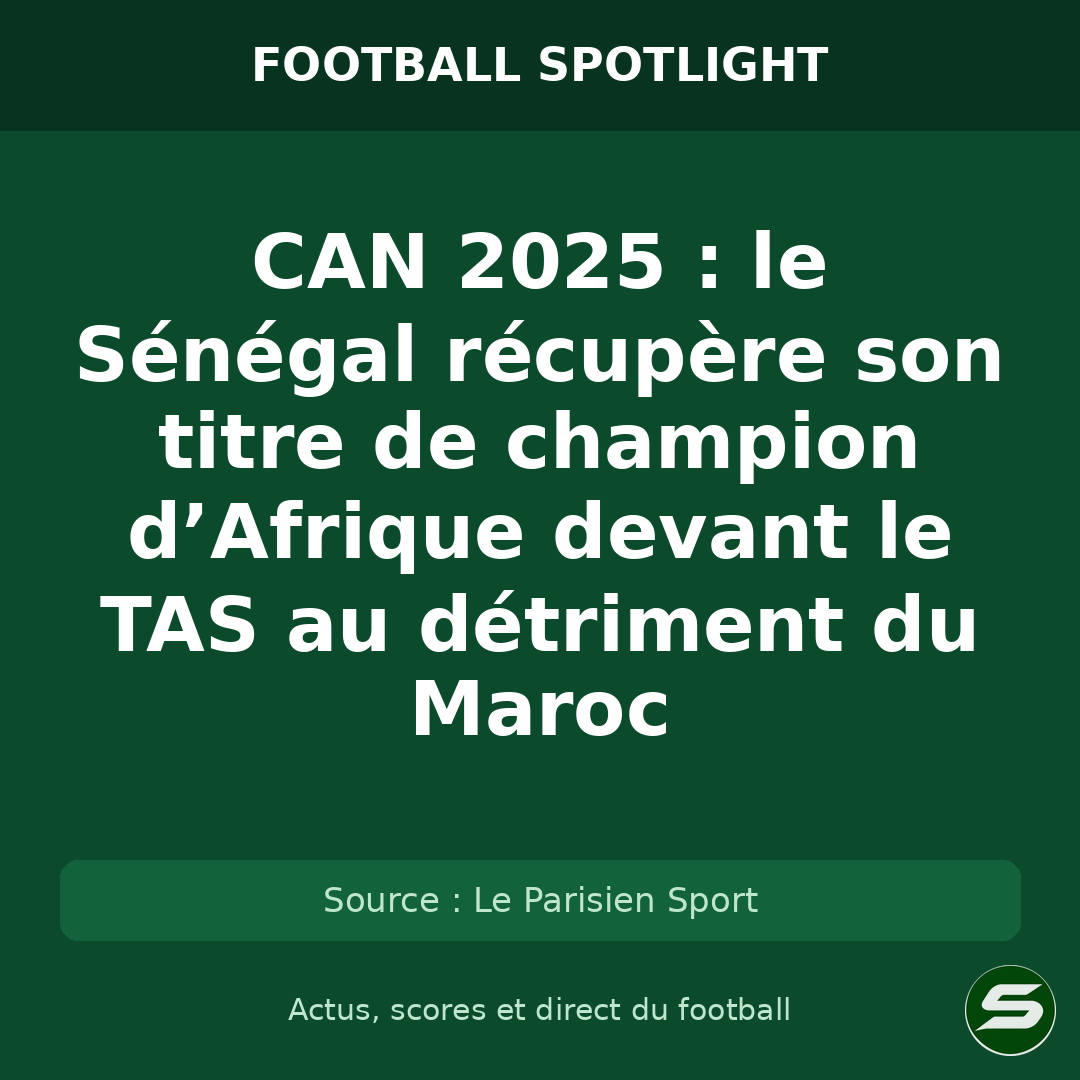 FOOTBALL SPOTLIGHT
CAN 2025 : le
Sénégal récupère son
titre de champion
d’Afrique devant le
TAS au détriment du
Maroc
Source : Le Parisien Sport
Actus, scores et direct du football